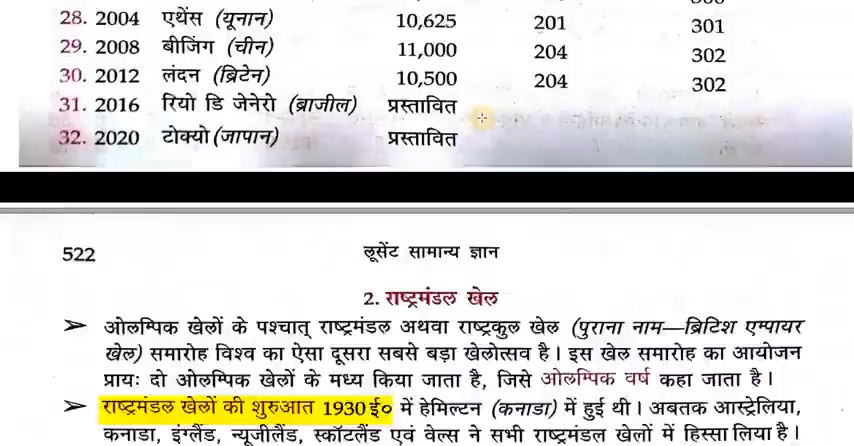 28. 2004 एथेंस (यूनान) 10,625 201 301
29. 2008 बीजिंग (चीन) 11,000 204 302
30. 2012 लंदन (ब्रिटेन) 10,500 204 302
31. 2016 रियो डि जेनेरो (ब्राजील) प्रस्तावित
32. 2020 टोक्यो (जापान) प्रस्तावित
522 लूसेंट सामान्य ज्ञान
2. राष्ट्रमंडल खेल
➢ ओलम्पिक खेलों के पश्चात् राष्ट्रमंडल अथवा राष्ट्रकुल खेल (पुराना नाम—ब्रिटिश एम्पायर
खेल) समारोह विश्व का ऐसा दूसरा सबसे बड़ा खेलोत्सव है। इस खेल समारोह का आयोजन
प्रायः दो ओलम्पिक खेलों के मध्य किया जाता है, जिसे ओलम्पिक वर्ष कहा जाता है।
➢ राष्ट्रमंडल खेलों की शुरुआत 1930 ई० में हेमिल्टन (कनाडा) में हुई थी। अबतक आस्ट्रेलिया,
कनाडा, इंग्लैंड, न्यूजीलैंड, स्कॉटलैंड एवं वेल्स ने सभी राष्ट्रमंडल खेलों में हिस्सा लिया है।